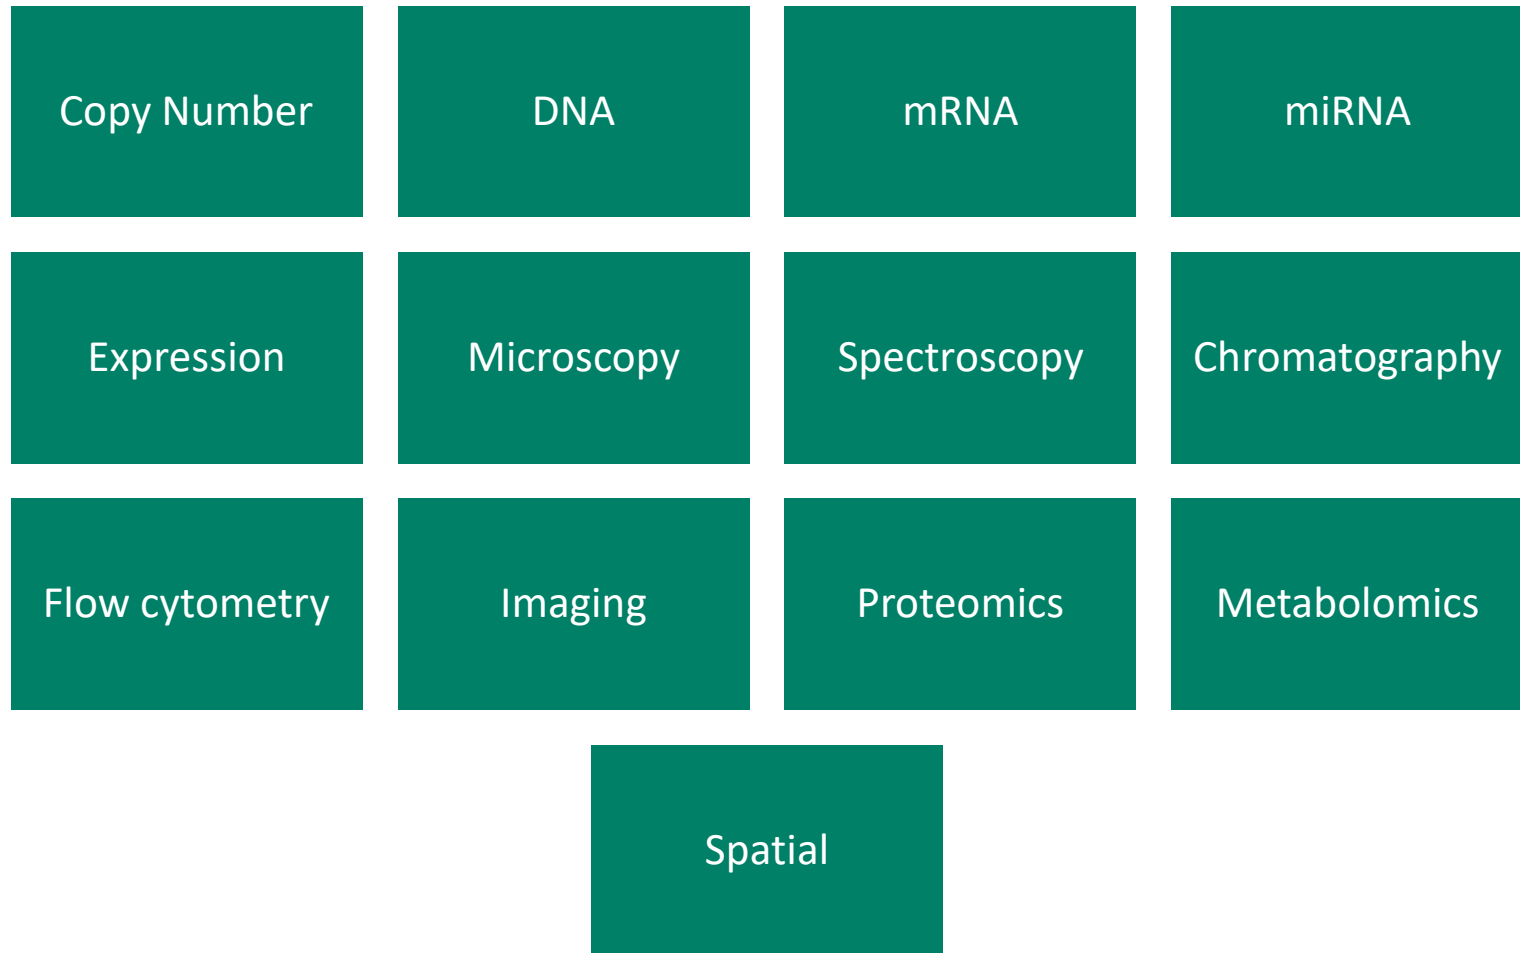 Copy Number
DNA
mRNA
miRNA
Expression
Microscopy
Spectroscopy
Chromatography
Flow cytometry
Imaging
Proteomics
Metabolomics
Spatial